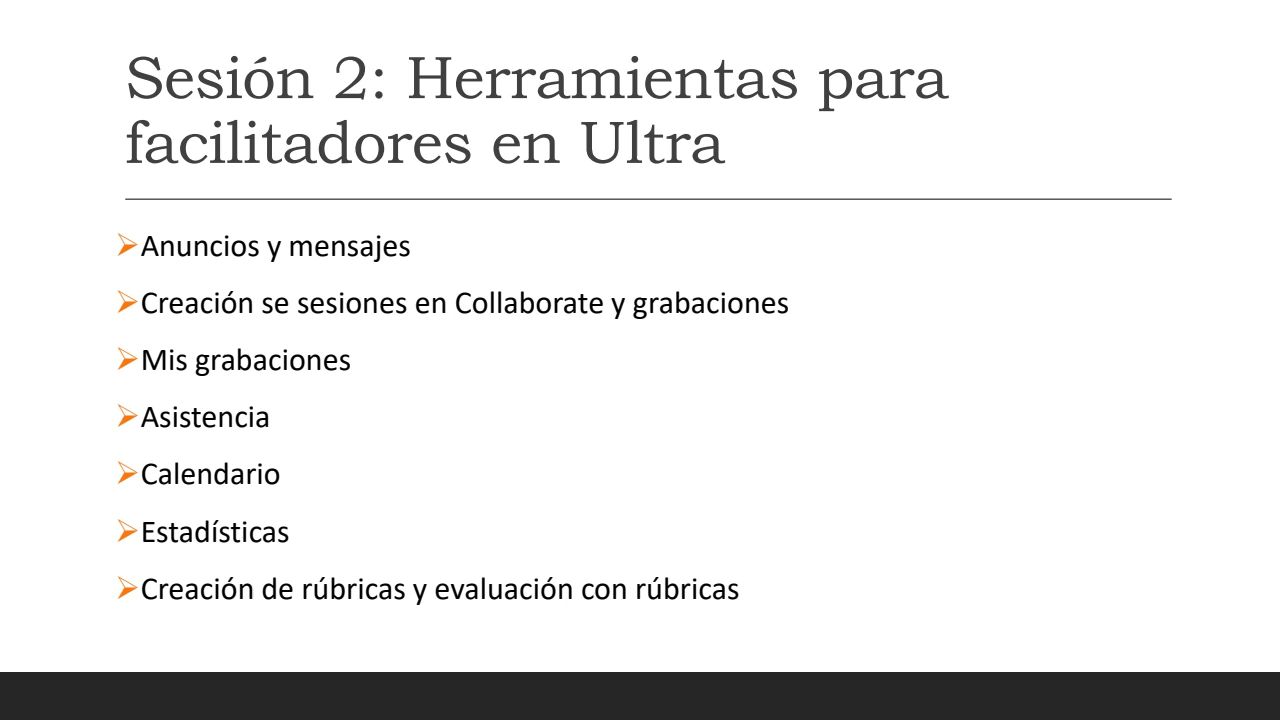 Sesión 2: Herramientas para
facilitadores en Ultra
Anuncios y mensajes
Creación se sesiones en Collaborate y grabaciones
Mis grabaciones
Asistencia
Calendario
Estadísticas
Creación de rúbricas y evaluación con rúbricas